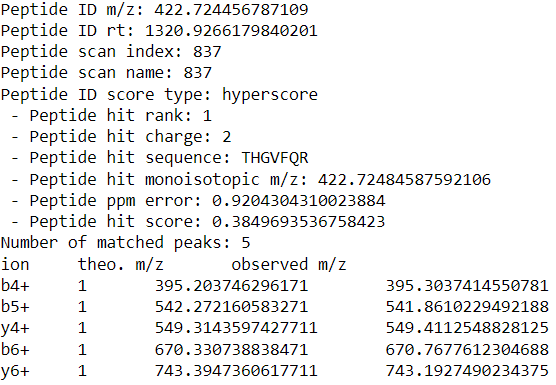 Peptide ID m/z: 422.724456787109
Peptide ID rt: 1320.9266179840201
Peptide scan index: 837
Peptide scan name: 837
Peptide ID score type: hyperscore
- Peptide hit rank: 1
- Peptide hit charge: 2
- Peptide hit sequence: THGVFQR
- Peptide hit monoisotopic m/z: 422.72484587592106
- Peptide ppm error: 0.9204304310023884
- Peptide hit score: 0.3849693536758423
Number of matched peaks: 5
ion theo. m/z observed m/z
b4+ 1 395.203746296171 395.3037414550781
b5+ 1 542.272160583271 541.8610229492188
y4+ 1 549.3143597427711 549.4112548828125
b6+ 1 670.330738838471 670.7677612304688
y6+ 1 743.3947360617711 743.1927490234375